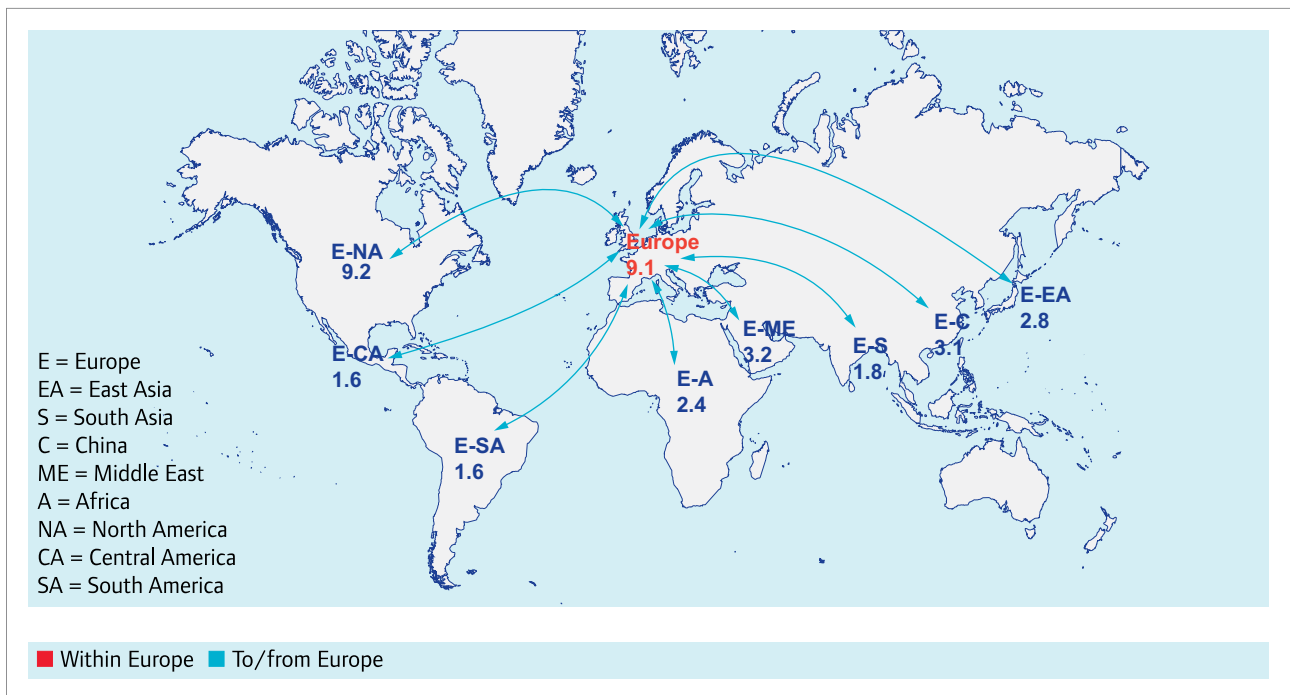 E-NA
9.2
Europe
9.1
E-EA
2.8
E-C
3.1
E-ME
3.2
E-S
1.8
E-CA
1.6
E-A
2.4
E-SA
1.6
E = Europe
EA = East Asia
S = South Asia
C = China
ME = Middle East
A = Africa
NA = North America
CA = Central America
SA = South America
Within Europe To/from Europe